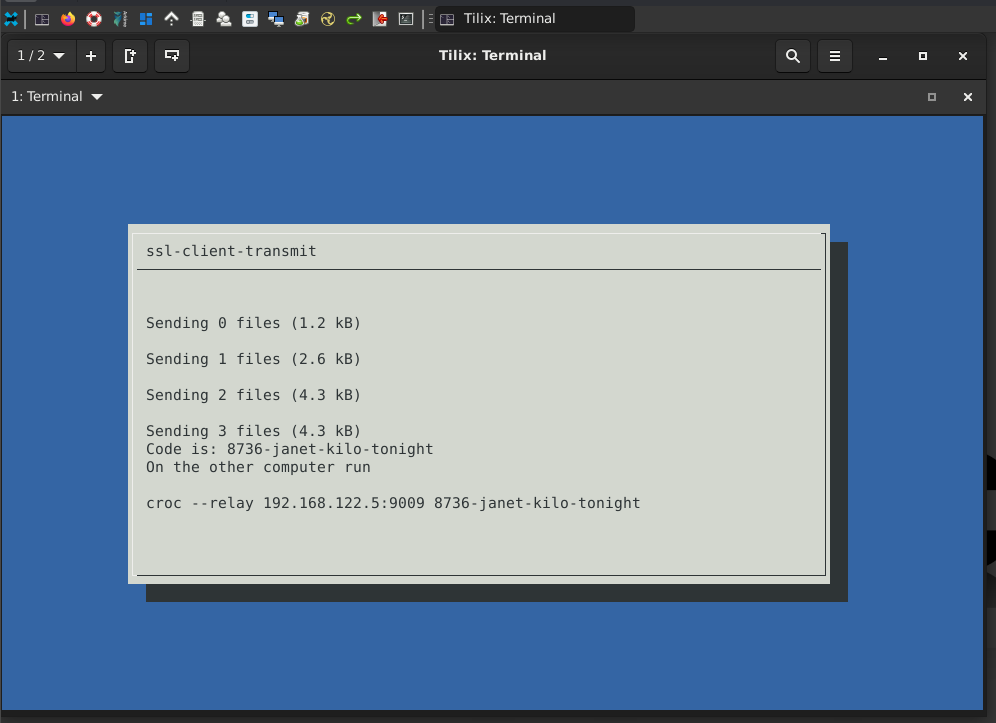 Tilix: Terminal
1 / 2
Tilix: Terminal
1: Terminal
ssl-client-transmit
Sending 0 files (1.2 kB)
Sending 1 files (2.6 kB)
Sending 2 files (4.3 kB)
Sending 3 files (4.3 kB)
Code is: 8736-janet-kilo-tonight
On the other computer run
croc --relay 192.168.122.5:9009 8736-janet-kilo-tonight